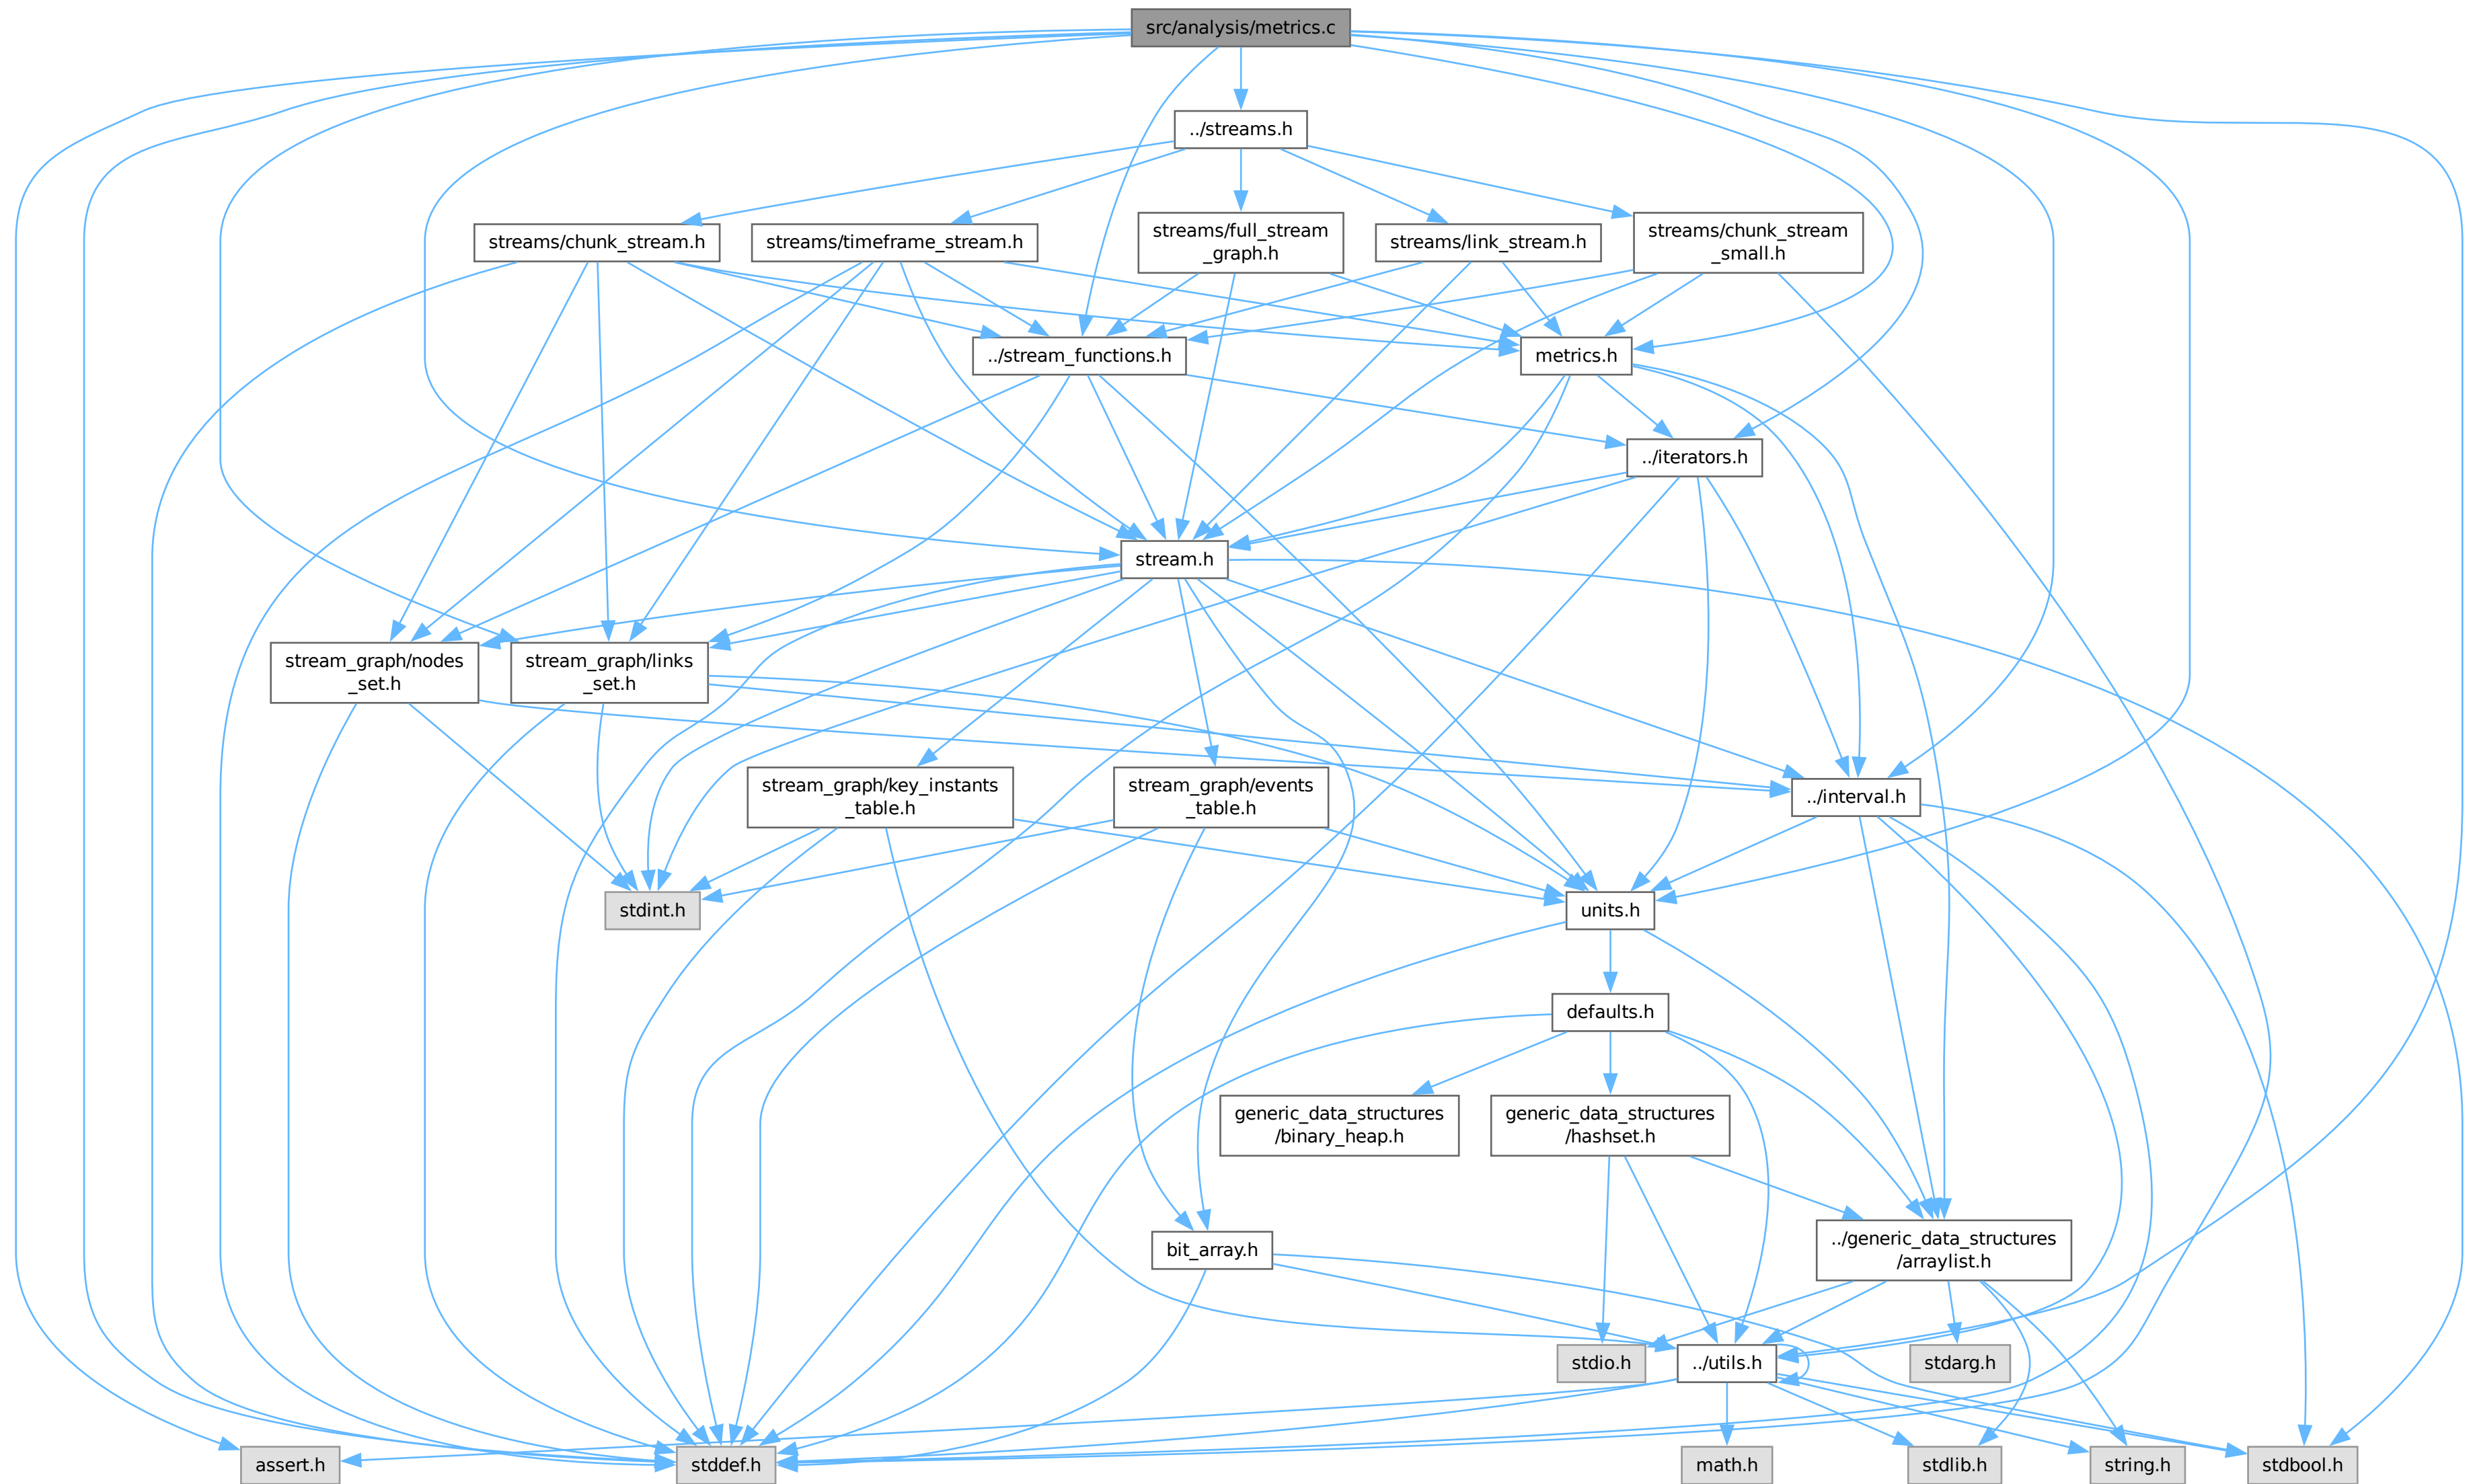 src/analysis/metrics.c
../streams.h
streams/chunk_stream.h
streams/timeframe_stream.h
streams/full_stream
_graph.h
streams/link_stream.h
streams/chunk_stream
_small.h
../stream_functions.h
metrics.h
../iterators.h
stream.h
stream_graph/nodes
_set.h
stream_graph/links
_set.h
stream_graph/key_instants
_table.h
stream_graph/events
_table.h
../interval.h
stdint.h
units.h
defaults.h
generic_data_structures
/binary_heap.h
generic_data_structures
/hashset.h
bit_array.h
../generic_data_structures
/arraylist.h
stdio.h
../utils.h
stdarg.h
assert.h
stddef.h
math.h
stdlib.h
string.h
stdbool.h